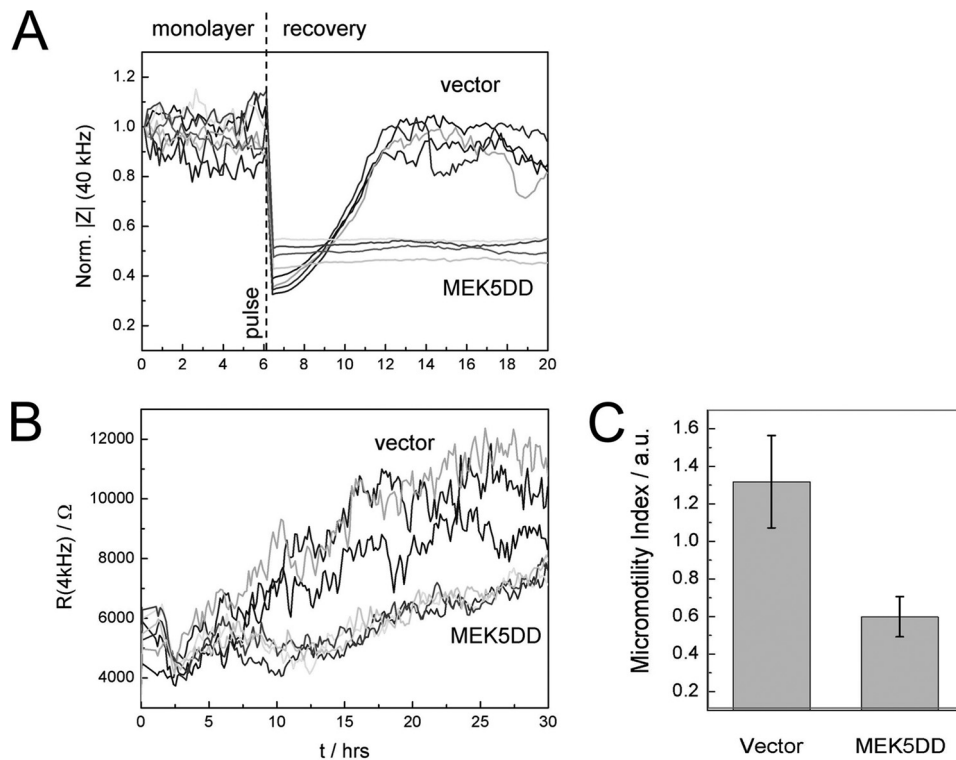 A
monolayer recovery
Norm. |Z| (40 kHz)
1.2
1.0
0.8
0.6
0.4
0.2
vector
MEK5DD
pulse
0 2 4 6 8 10 12 14 16 18 20
B
R(4kHz) / Ω
12000
10000
8000
6000
4000
vector
MEK5DD
0 5 10 15 20 25 30
t / hrs
C
Micromotility Index / a.u.
1.6
1.4
1.2
1.0
0.8
0.6
0.4
0.2
Vector MEK5DD